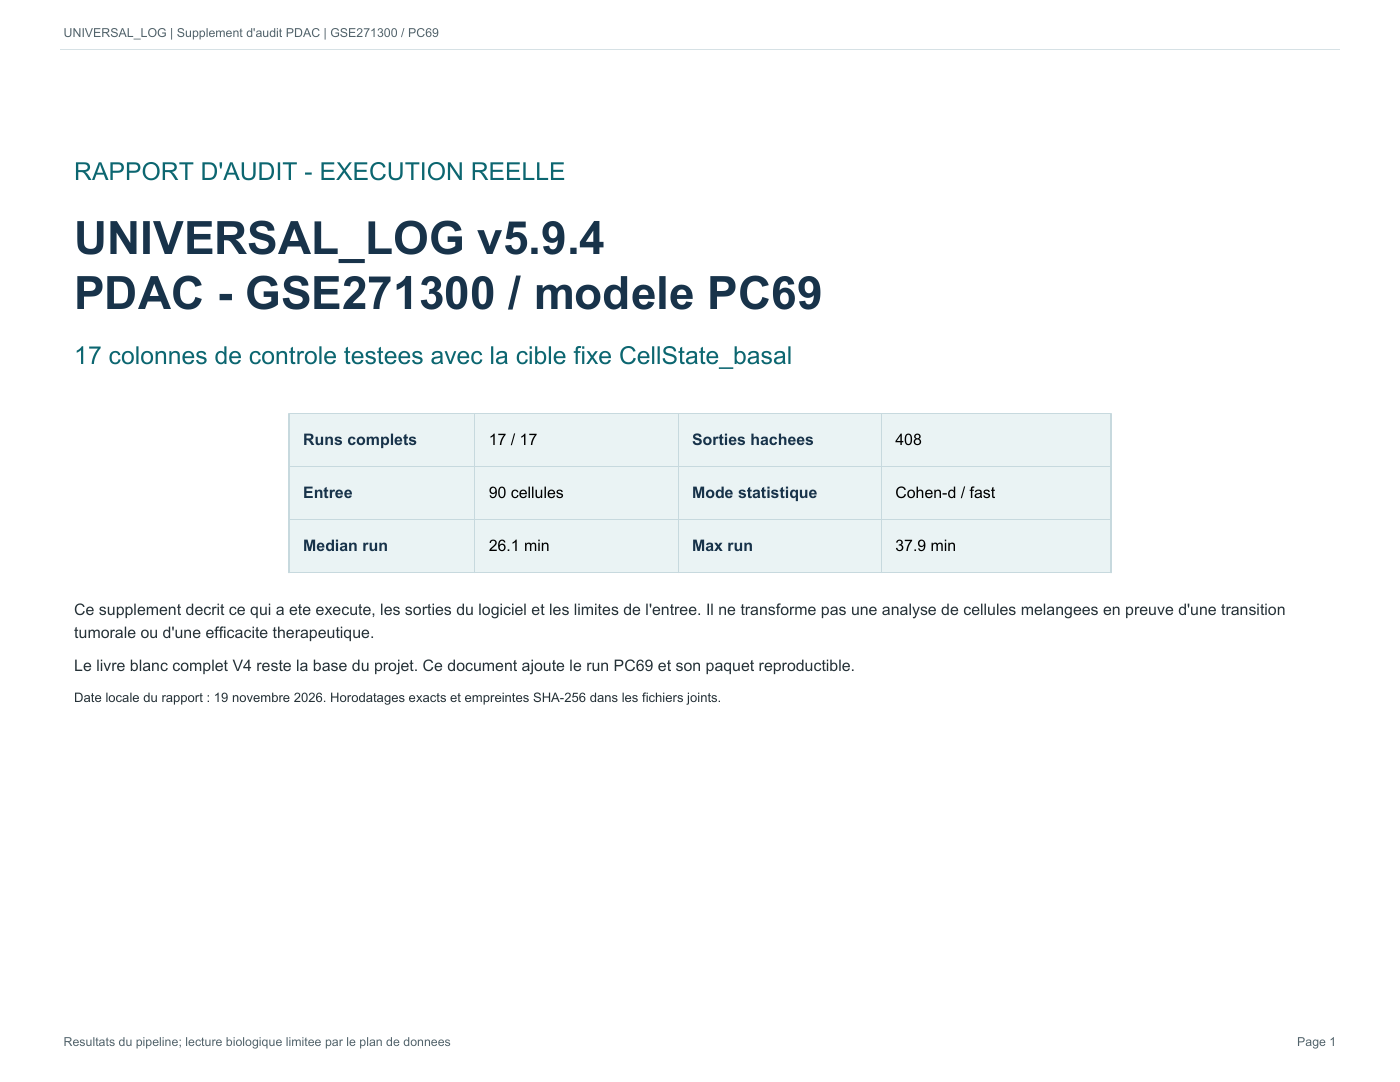 UNIVERSAL_LOG | Supplement d'audit PDAC | GSE271300 / PC69
RAPPORT D'AUDIT - EXECUTION REELLE
UNIVERSAL_LOG v5.9.4
PDAC - GSE271300 / modele PC69
17 colonnes de controle testees avec la cible fixe CellState_basal
Runs complets 17 / 17 Sorties hachees 408
Entree 90 cellules Mode statistique Cohen-d / fast
Median run 26.1 min Max run 37.9 min
Ce supplement decrit ce qui a ete execute, les sorties du logiciel et les limites de l'entree. Il ne transforme pas une analyse de cellules melangees en preuve d'une transition
tumorale ou d'une efficacite therapeutique.
Le livre blanc complet V4 reste la base du projet. Ce document ajoute le run PC69 et son paquet reproductible.
Date locale du rapport : 19 novembre 2026. Horodatages exacts et empreintes SHA-256 dans les fichiers joints.
Resultats du pipeline; lecture biologique limitee par le plan de donnees
Page 1